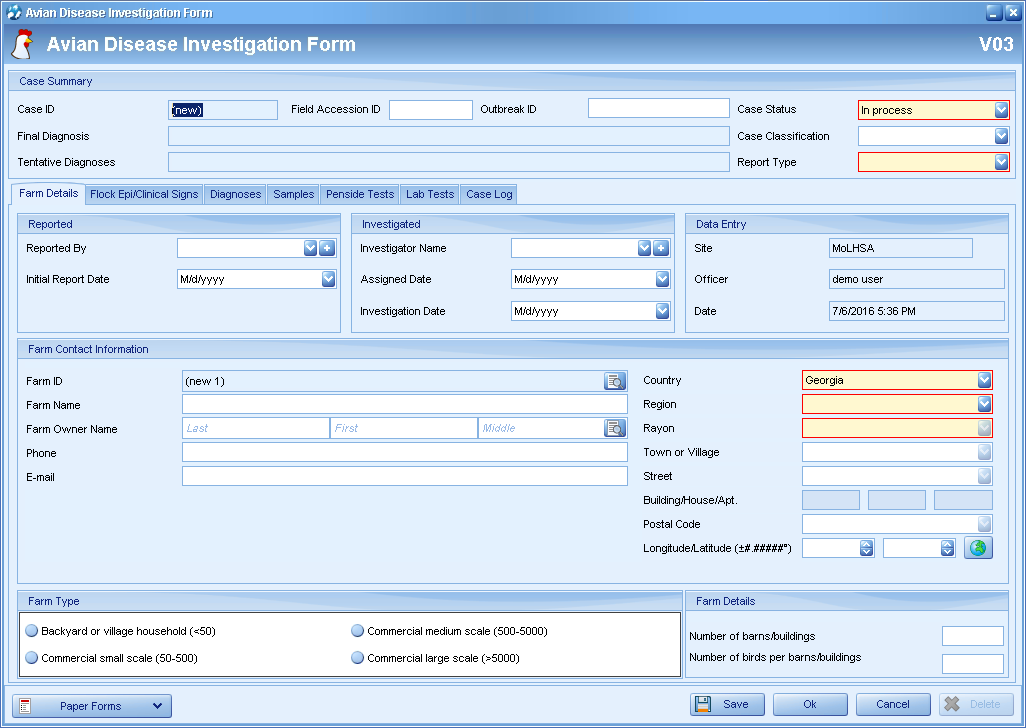 Avian Disease Investigation Form
Avian Disease Investigation Form V03
Case Summary
Case ID (new) Field Accession ID Outbreak ID Case Status In process
Final Diagnosis Case Classification
Tentative Diagnoses Report Type
Farm Details Flock Epi/Clinical Signs Diagnoses Samples Penside Tests Lab Tests Case Log
Reported Investigated Data Entry
Reported By Investigator Name Site MoLHSA
Initial Report Date M/d/yyyy Assigned Date M/d/yyyy Officer demo user
Investigation Date M/d/yyyy Date 7/6/2016 5:36 PM
Farm Contact Information
Farm ID (new 1) Country Georgia
Farm Name Region
Farm Owner Name Last First Middle Rayon
Phone Town or Village
E-mail Street
Building/House/Apt.
Postal Code
Longitude/Latitude (±#.#####°)
Farm Type Farm Details
Backyard or village household (<50) Commercial medium scale (500-5000) Number of barns/buildings
Commercial small scale (50-500) Commercial large scale (>5000) Number of birds per barns/buildings
Paper Forms Save Ok Cancel Delete